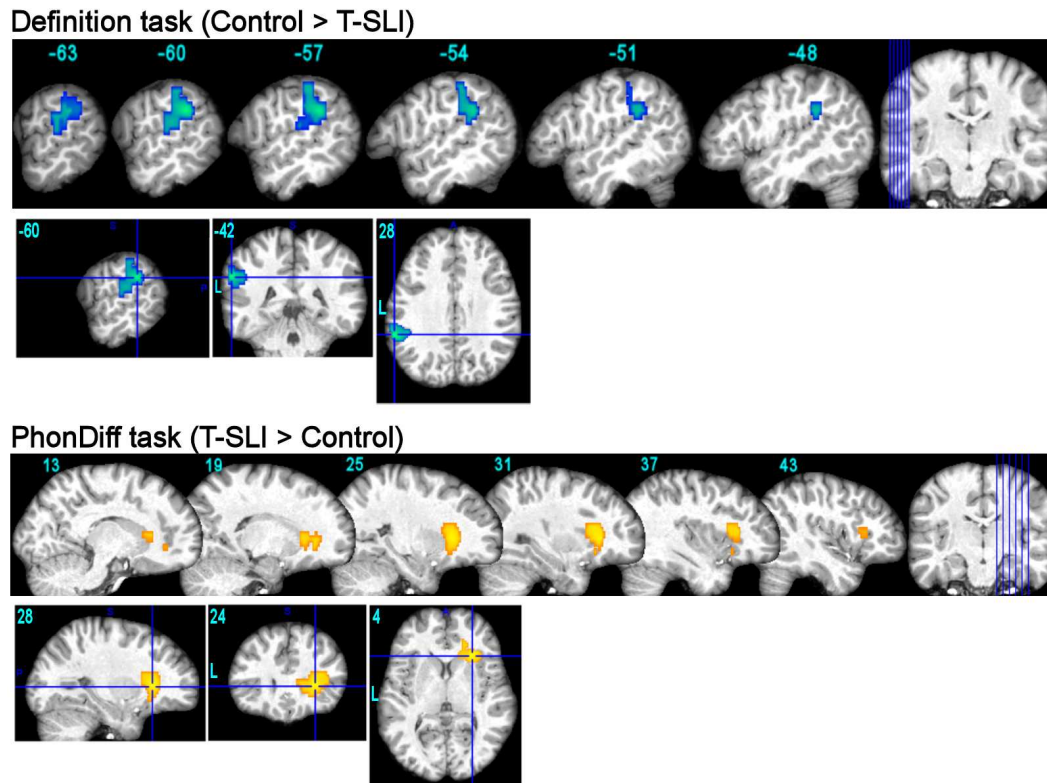 Definition task (Control > T-SLI)
-63 -60 -57 -54 -51 -48
-60 S -42 S 28 A
P L L
PhonDiff task (T-SLI > Control)
13 19 25 31 37 43
28 S 24 S 4
L L